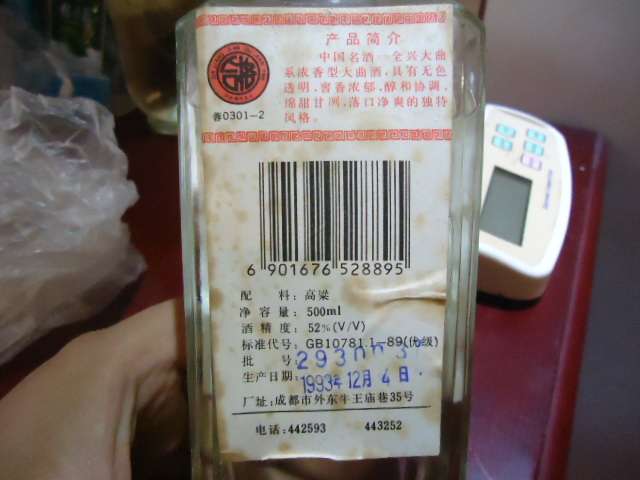 产品简介
中国名酒—全兴大曲
系浓香型大曲酒,具有无色
透明,窖香浓郁,醇和协调,
绵甜甘冽,落口净爽的独特
风格。
蓉0301-2
6 901676 528895
配 料: 高粱
净 容 量: 500ml
酒 精 度: 52%(V/V)
标准代号: GB10781.1-89(优级)
批 号:
生产日期: 1993年12月4日
厂址: 成都市外东牛王庙巷35号
电话: 442593 443252